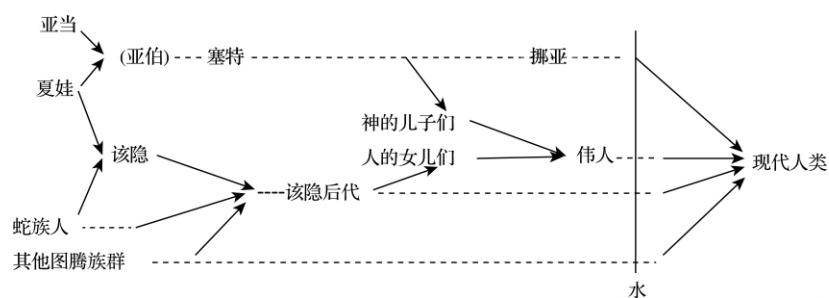 亚当
(亚伯) 塞特 挪亚
夏娃
神的儿子们
该隐 人的女儿们 伟人 现代人类
该隐后代
蛇族人
其他图腾族群
水